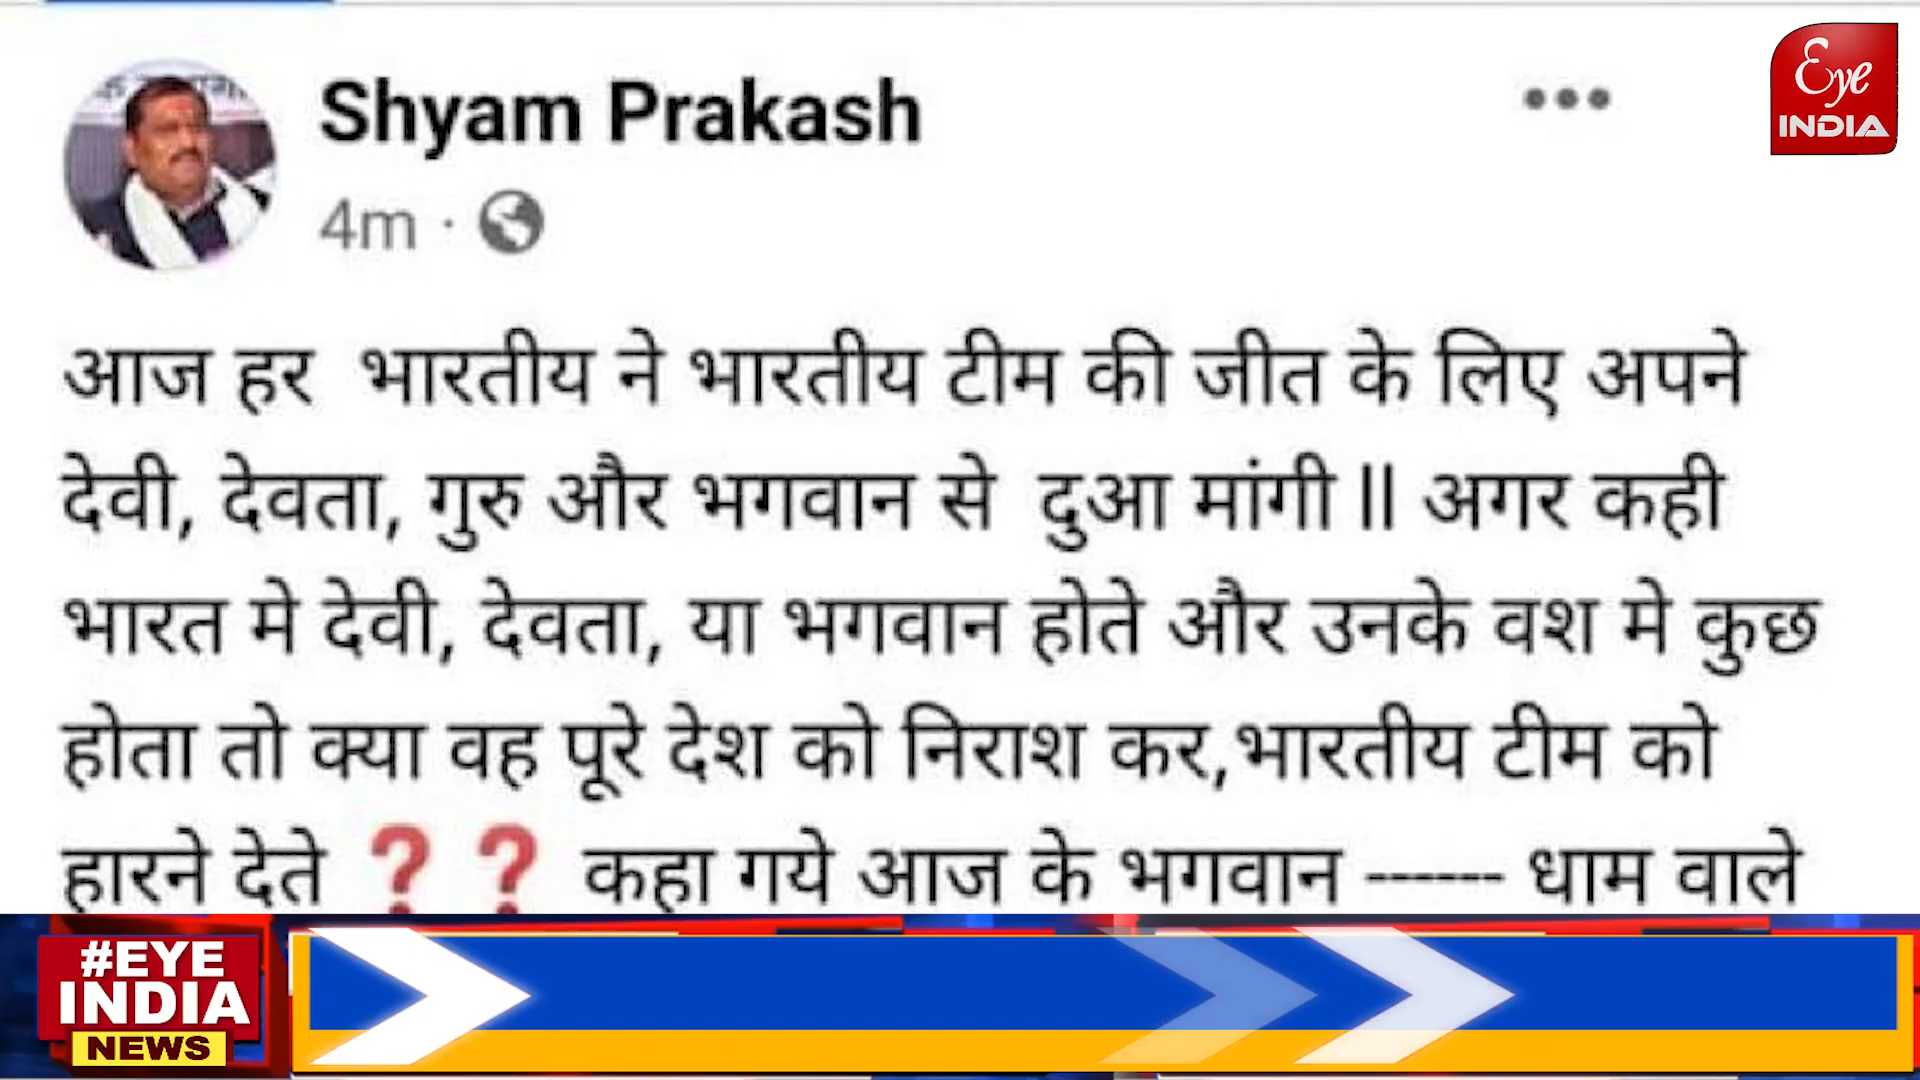 Shyam Prakash
4m ·
Eye
INDIA
आज हर भारतीय ने भारतीय टीम की जीत के लिए अपने
देवी, देवता, गुरु और भगवान से दुआ मांगी ll अगर कही
भारत मे देवी, देवता, या भगवान होते और उनके वश मे कुछ
होता तो क्या वह पूरे देश को निराश कर,भारतीय टीम को
हारने देते ❓❓ कहा गये आज के भगवान ------ धाम वाले
#EYE
INDIA
NEWS